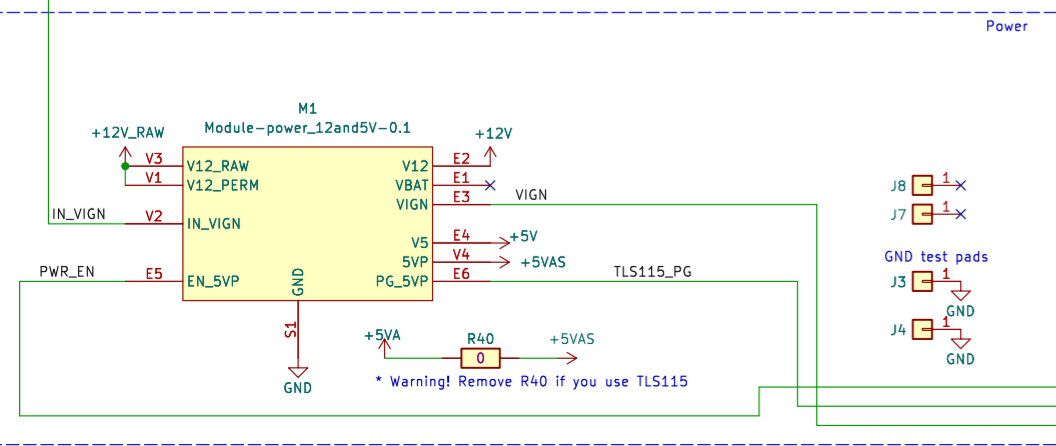 Power
M1
Module-power_12and5V-0.1
+12V_RAW
+12V
V3 V12_RAW V12 E2
V1 V12_PERM VBAT E1
VIGN E3 VIGN
IN_VIGN V2 IN_VIGN
V5 E4 +5V
5VP V4 +5VAS
PWR_EN E5 EN_5VP GND PG_5VP E6 TLS115_PG
S1
GND
+5VA R40 +5VAS
0
* Warning! Remove R40 if you use TLS115
J8 1
J7 1
GND test pads
J3 1
GND
J4 1
GND